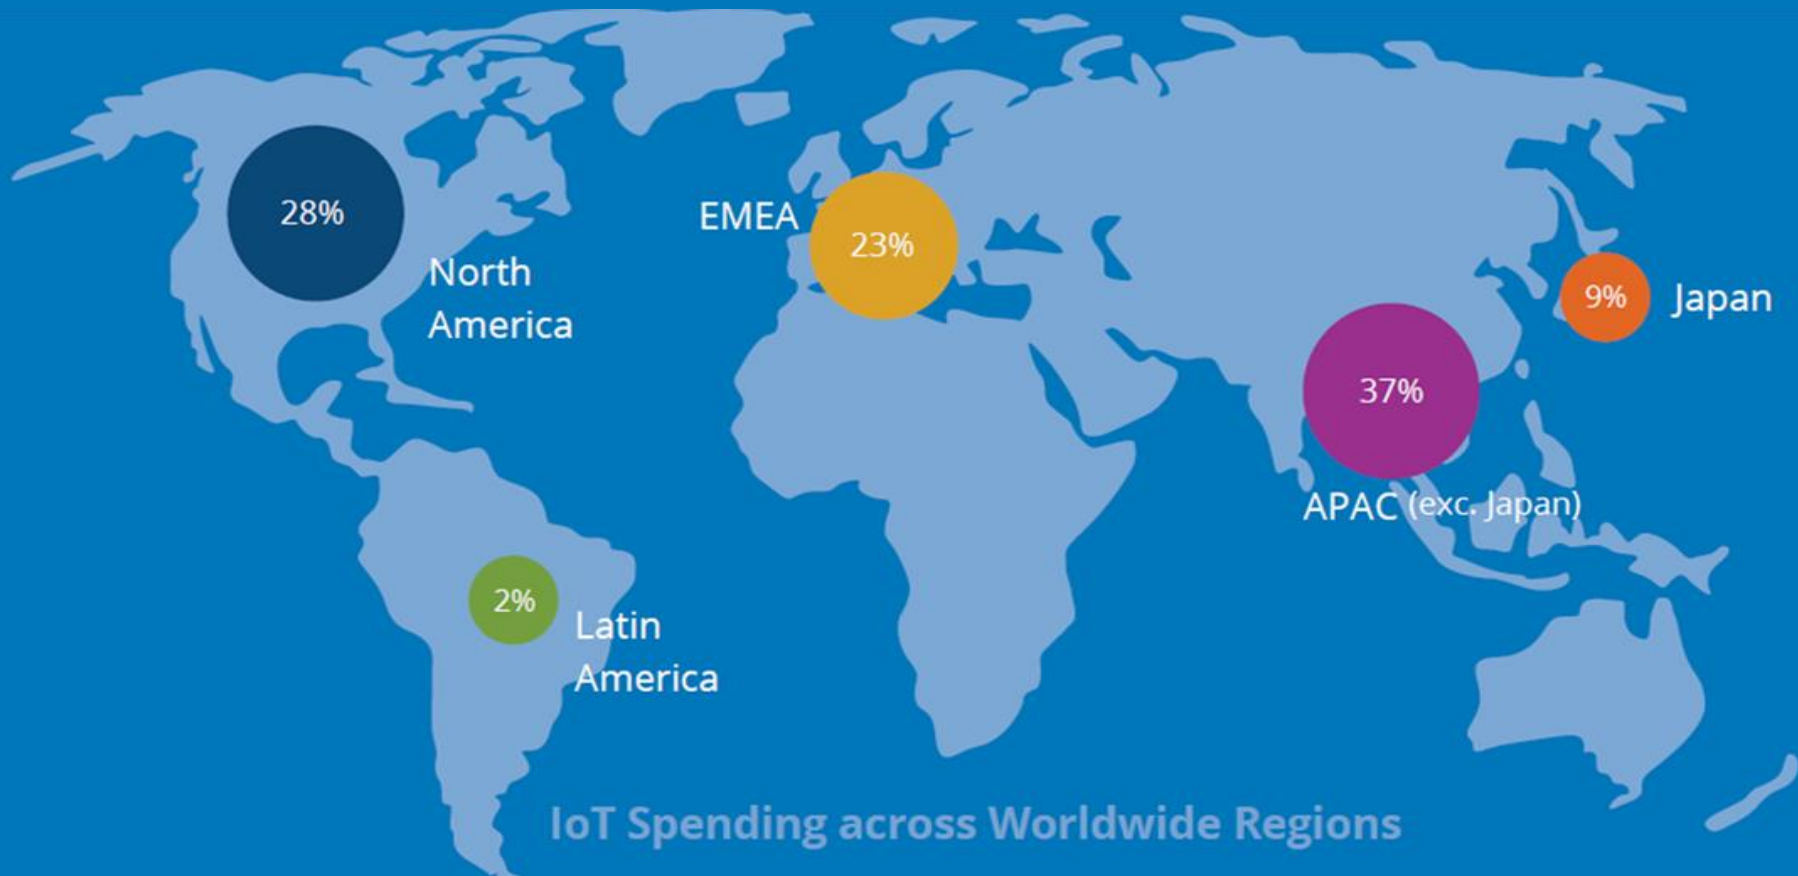 28%
North
America
EMEA
23%
9%
Japan
37%
APAC (exc. Japan)
2%
Latin
America
IoT Spending across Worldwide Regions